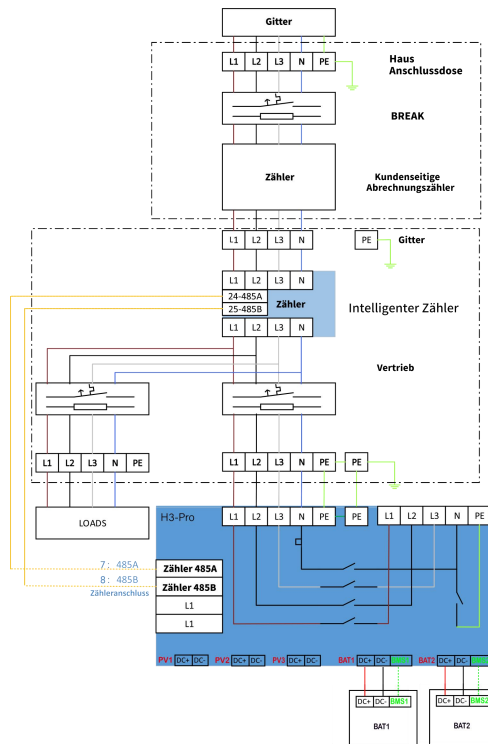 Gitter
L1 L2 L3 N PE
Haus
Anschlussdose
BREAK
Zähler
Kundenseitige
Abrechnungszähler
L1 L2 L3 N
PE
Gitter
L1 L2 L3 N
24-485A
25-485B
Zähler
Intelligenter Zähler
L1 L2 L3 N
Vertrieb
L1 L2 L3 N PE
L1 L2 L3 N PE PE
LOADS
H3-Pro
L1 L2 L3 N PE PE
L1 L2 L3 N PE
7: 485A
8: 485B
Zähleranschluss
Zähler 485A
Zähler 485B
L1
L1
PV1 DC+ DC-
PV2 DC+ DC-
PV3 DC+ DC-
BAT1 DC+ DC-
BAT2 DC+ DC-
DC+ DC- BMS1
DC+ DC- BMS2
BAT1
BAT2